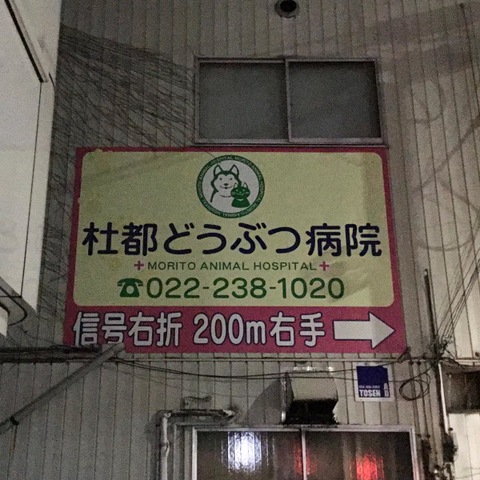 杜都どうぶつ病院
MORITO ANIMAL HOSPITAL
022-238-1020
信号右折 200m右手
TOSEN